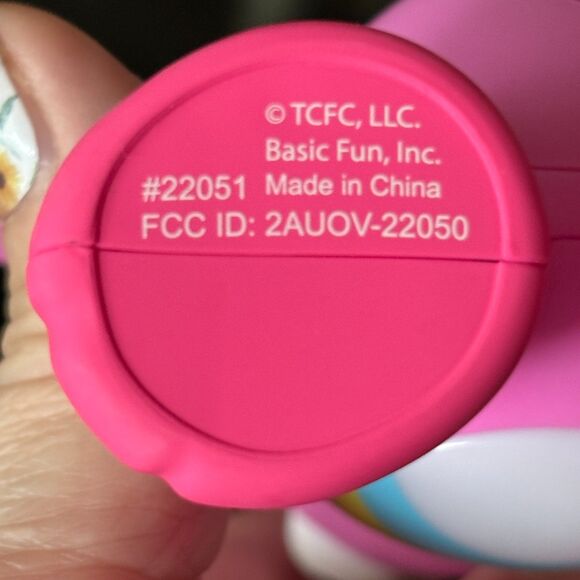 © TCFC, LLC.
Basic Fun, Inc.
#22051 Made in China
FCC ID: 2AUOV-22050